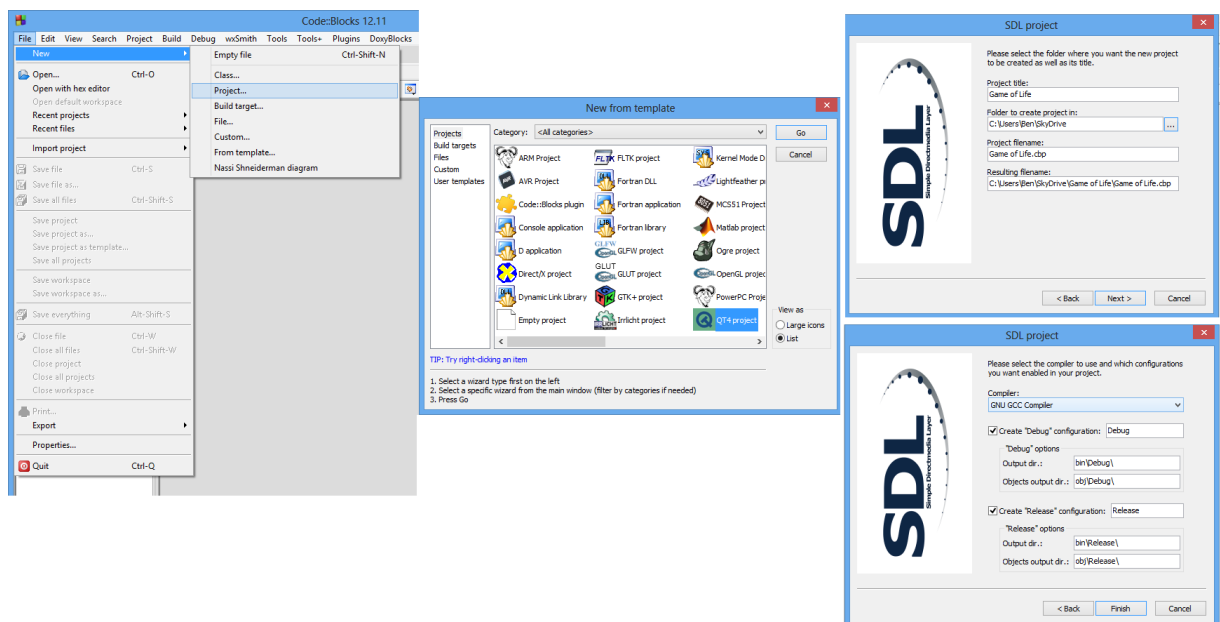 Code::Blocks 12.11
File Edit View Search Project Build Debug wxSmith Tools Tools+ Plugins DoxyBlocks
New
Open... Ctrl-O
Open with hex editor
Open default workspace
Recent projects
Recent files
Import project
Save file Ctrl-S
Save file as...
Save all files Ctrl-Shift-S
Save project
Save project as...
Save project as template...
Save all projects
Save workspace
Save workspace as...
Save everything Alt-Shift-S
Close file Ctrl-W
Close all files Ctrl-Shift-W
Close project
Close all projects
Close workspace
Print...
Export
Properties...
Quit Ctrl-Q
Empty file Ctrl-Shift-N
Class...
Project...
Build target...
File...
Custom...
From template...
Nassi Shneiderman diagram
New from template
Projects
Build targets
Files
Custom
User templates
Category: <All categories>
Go
Cancel
ARM Project FLTK FLTK project Kernel Mode D
AVR Project Fortran DLL Lightfeather pr
Code::Blocks plugin Fortran application MCS51 Project
Console application Fortran library Matlab project
D application GLFW project Ogre project
Direct/X project GLUT project OpenGL projec
Dynamic Link Library GTK+ project PowerPC Proje
Empty project Irrlicht project QT4 project
View as
Large icons
List
TIP: Try right-clicking an item
1. Select a wizard type first on the left
2. Select a specific wizard from the main window (filter by categories if needed)
3. Press Go
SDL project
SDL
Simple Directmedia Layer
Please select the folder where you want the new project
to be created as well as its title.
Project title:
Game of Life
Folder to create project in:
C:\Users\Ben\SkyDrive ...
Project filename:
Game of Life.cbp
Resulting filename:
C:\Users\Ben\SkyDrive\Game of Life\Game of Life.cbp
< Back Next > Cancel
SDL project
SDL
Simple Directmedia Layer
Please select the compiler to use and which configurations
you want enabled in your project.
Compiler:
GNU GCC Compiler
Create "Debug" configuration: Debug
"Debug" options
Output dir.: bin\Debug\
Objects output dir.: obj\Debug\
Create "Release" configuration: Release
"Release" options
Output dir.: bin\Release\
Objects output dir.: obj\Release\
< Back Finish Cancel